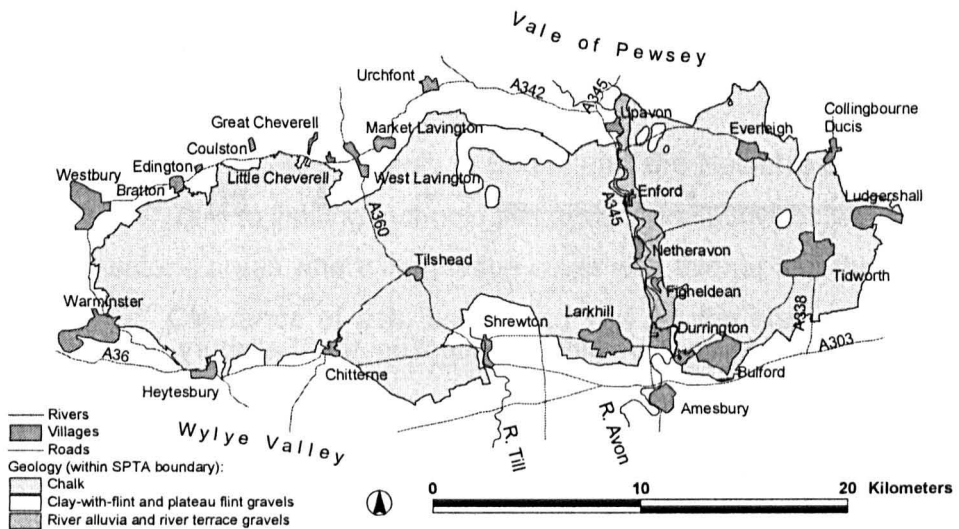 Vale of Pewsey
Urchfont
A342
A345
Upavon
Great Cheverell
Market Lavington
Everleigh
Collingbourne
Ducis
Coulston
Edington
Westbury
Bratton
Little Cheverell
West Lavington
Enford
Ludgershall
A360
A345
Netheravon
Tilshead
Tidworth
Figheldean
Warminster
Larkhill
Shrewton
Durrington
A338
A36
A303
Heytesbury
Chitterne
Bulford
Amesbury
Wylye Valley
R. Till
R. Avon
Rivers
Villages
Roads
Geology (within SPTA boundary):
Chalk
Clay-with-flint and plateau flint gravels
River alluvia and river terrace gravels
0 10 20 Kilometers